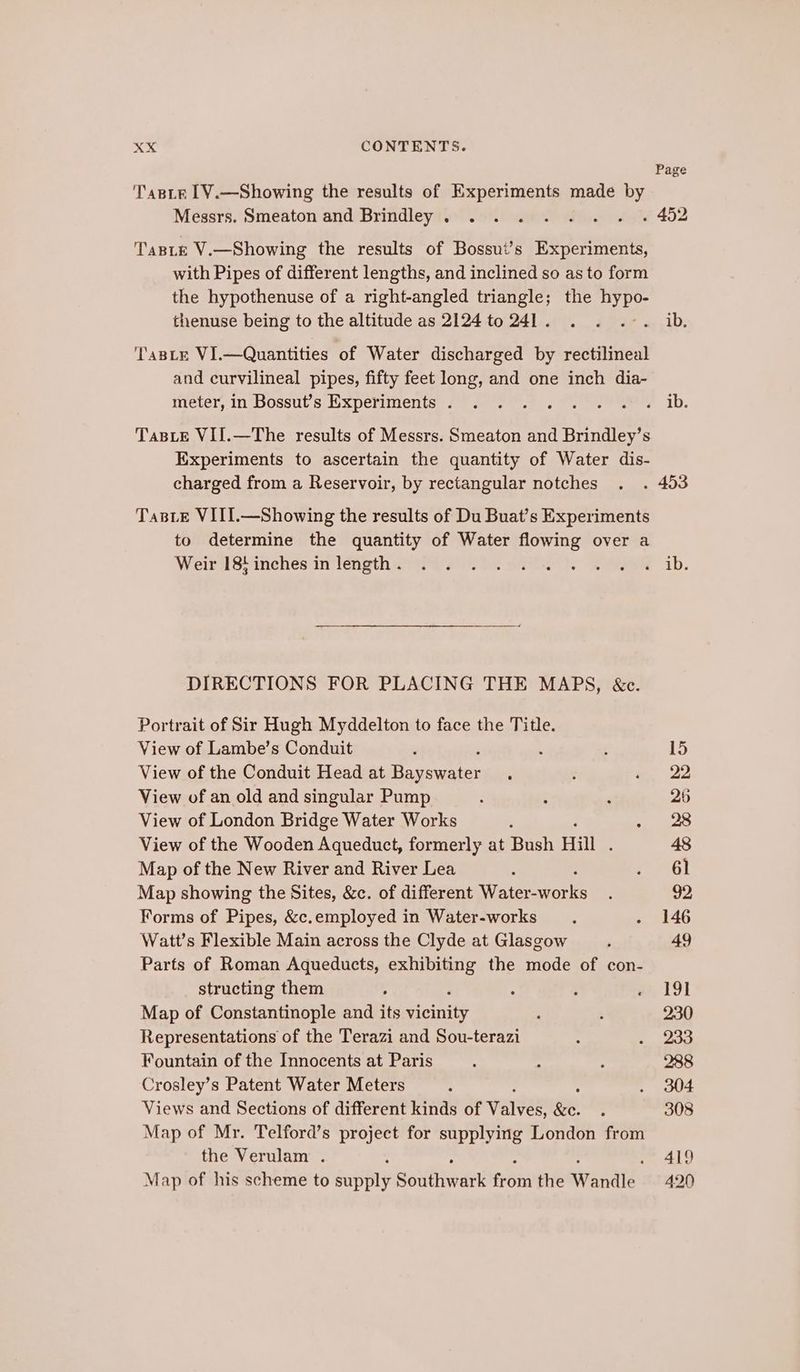 xx CONTENTS.
Page
Table IV.—Showing the results of Experiments made by
Messrs. Smeaton and Brindley . . . . . . . . . 452
Table V.—Showing the results of Bossut's Experiments,
with Pipes of different lengths, and inclined so as to form
the hypothenuse of a right-angled triangle; the hypo-
thenuse being to the altitude as 2124 to 241 . . . . . ib.
Table VI.—Quantities of Water discharged by rectilineal
and curvilineal pipes, fifty feet long, and one inch dia-
meter, in Bossut's Experiments . . . . . . . . . ib.
Table VII.—The results of Messrs. Smeaton and Brindley's
Experiments to ascertain the quantity of Water dis-
charged from a Reservoir, by rectangular notches . . 453
Table VIII.—Showing the results of Du Buat's Experiments
to determine the quantity of Water flowing over a
Weir 18¼ inches in length . . . . . . . . . . . ib.
DIRECTIONS FOR PLACING THE MAPS, &c.
Portrait of Sir Hugh Myddelton to face the Title.
View of Lambe's Conduit . . . . 15
View of the Conduit Head at Bayswater . . . 22
View of an old and singular Pump . . . 25
View of London Bridge Water Works . . . 28
View of the Wooden Aqueduct, formerly at Bush Hill . 48
Map of the New River and River Lea . . . 61
Map showing the Sites, &c. of different Water-works . 92
Forms of Pipes, &c. employed in Water-works . . 146
Watt's Flexible Main across the Clyde at Glasgow . 49
Parts of Roman Aqueducts, exhibiting the mode of con-
structing them . . . . . 191
Map of Constantinople and its vicinity . . 230
Representations of the Terazi and Sou-terazi . . 233
Fountain of the Innocents at Paris . . . 288
Crosley's Patent Water Meters . . . . 304
Views and Sections of different kinds of Valves, &c. . 308
Map of Mr. Telford's project for supplying London from
the Verulam . . . . . 419
Map of his scheme to supply Southwark from the Wandle 420